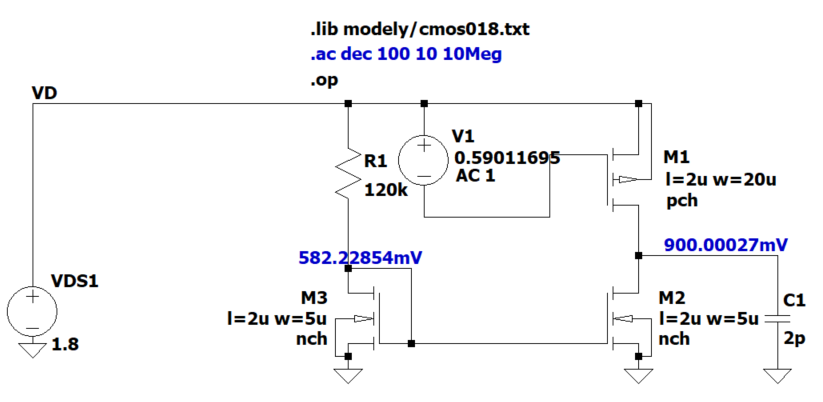 .lib modely/cmos018.txt
.ac dec 100 10 10Meg
.op
VD
V1
0.59011695
AC 1
R1
120k
M1
l=2u w=20u
pch
582.22854mV
900.00027mV
VDS1
1.8
M3
l=2u w=5u
nch
M2
l=2u w=5u
nch
C1
2p